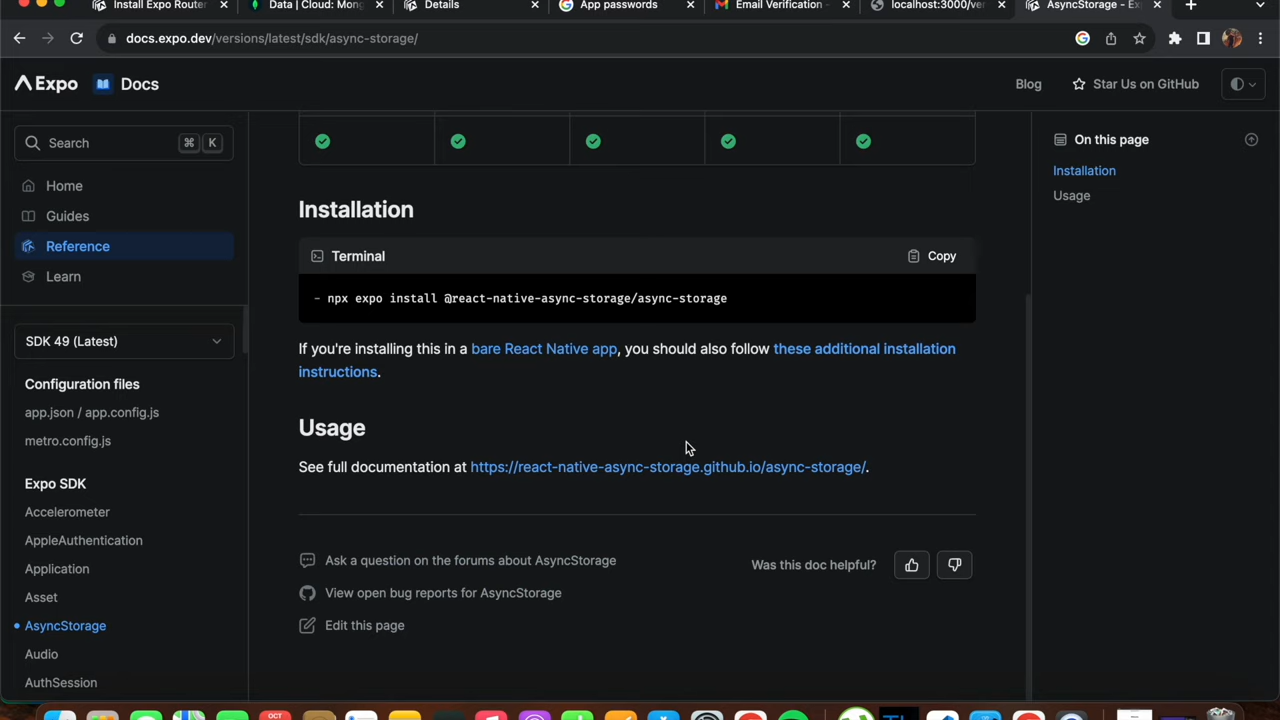 Install Expo Router
Data | Cloud: Mong
Details
App passwords
Email Verification -
localhost:3000/ver
AsyncStorage - Exp
docs.expo.dev/versions/latest/sdk/async-storage/
Expo
Docs
Blog
Star Us on GitHub
Search
⌘ K
Home
Guides
Reference
Learn
SDK 49 (Latest)
Configuration files
app.json / app.config.js
metro.config.js
Expo SDK
Accelerometer
AppleAuthentication
Application
Asset
AsyncStorage
Audio
AuthSession
Installation
Terminal
Copy
- npx expo install @react-native-async-storage/async-storage
If you're installing this in a bare React Native app, you should also follow these additional installation
instructions.
Usage
See full documentation at https://react-native-async-storage.github.io/async-storage/.
Ask a question on the forums about AsyncStorage
View open bug reports for AsyncStorage
Edit this page
Was this doc helpful?
On this page
Installation
Usage
OCT